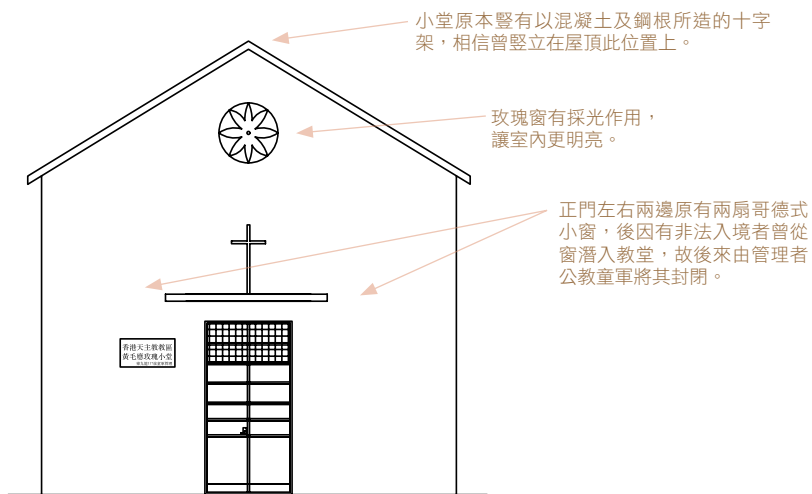 小堂原本豎有以混凝土及鋼根所造的十字
架，相信曾竪立在屋頂此位置上。
玫瑰窗有採光作用，
讓室內更明亮。
正門左右兩邊原有兩扇哥德式
小窗，後因有非法入境者曾從
窗潛入教堂，故後來由管理者
公教童軍將其封閉。
香港天主教教區
黃毛應玫瑰小堂